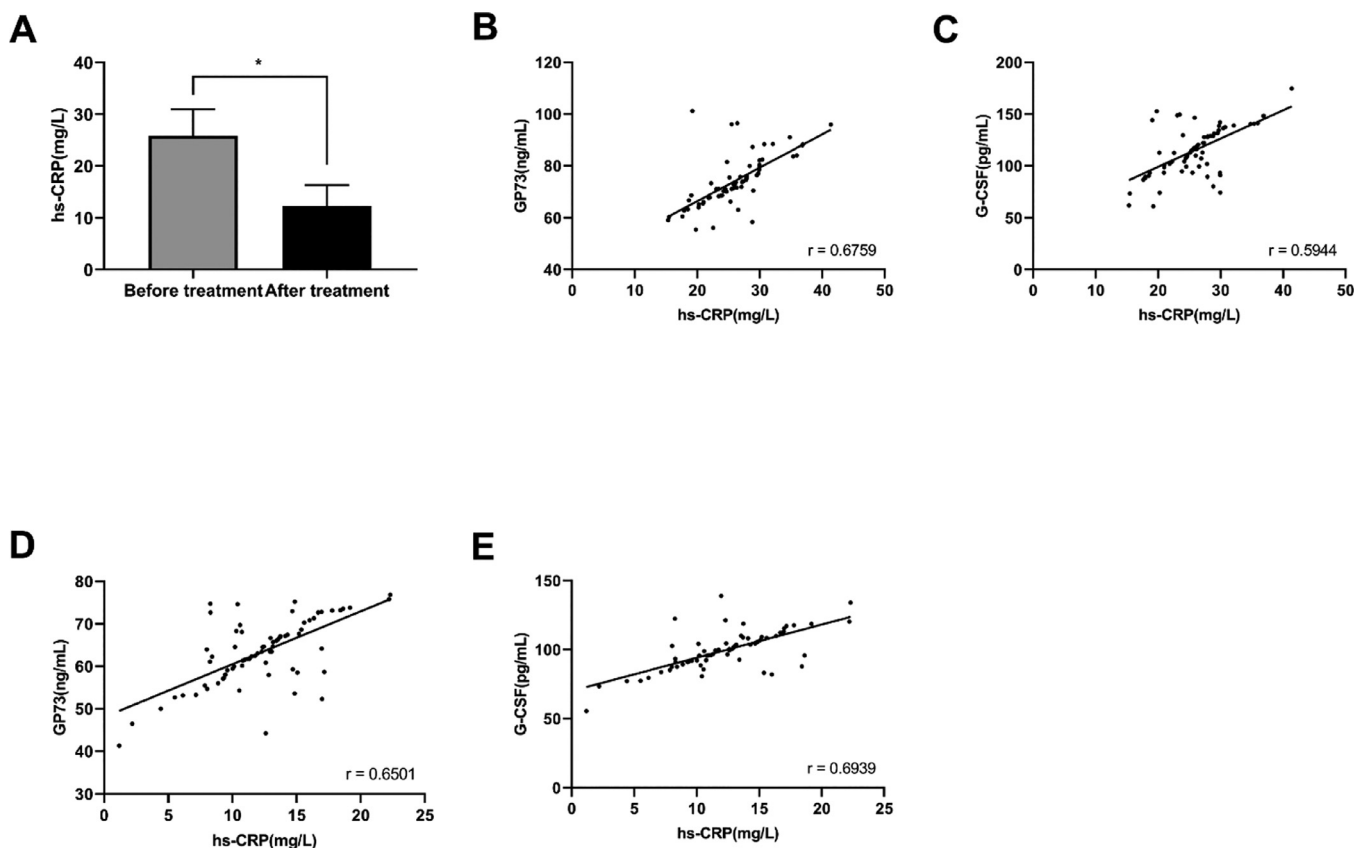 A
hs-CRP(mg/L)
40
30
20
10
0
*
Before treatment After treatment
B
GP73(ng/mL)
120
100
80
60
40
r = 0.6759
0 10 20 30 40 50
hs-CRP(mg/L)
C
G-CSF(pg/mL)
200
150
100
50
0
r = 0.5944
0 10 20 30 40 50
hs-CRP(mg/L)
D
GP73(ng/mL)
80
70
60
50
40
30
r = 0.6501
0 5 10 15 20 25
hs-CRP(mg/L)
E
G-CSF(pg/mL)
150
100
50
0
r = 0.6939
0 5 10 15 20 25
hs-CRP(mg/L)